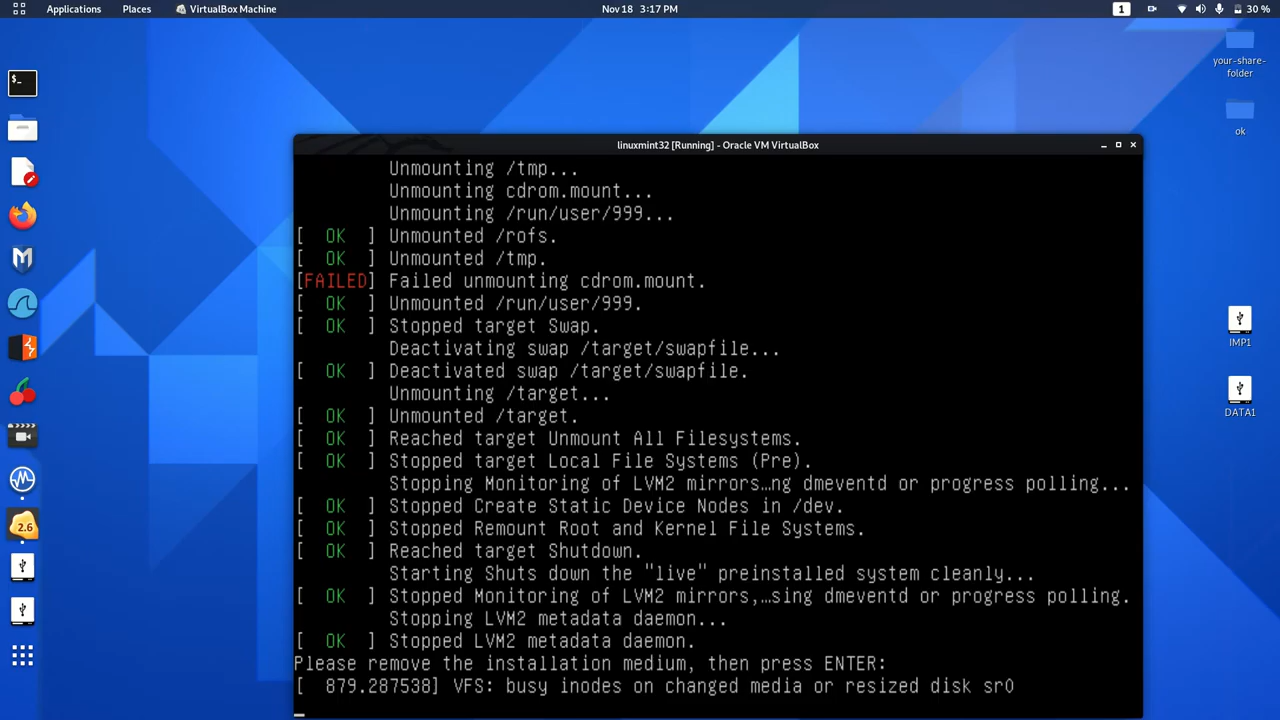 Applications Places VirtualBox Machine Nov 18 3:17 PM 1 30 %
$_
your-share-
folder
ok
linuxmint32 [Running] - Oracle VM VirtualBox
Unmounting /tmp...
Unmounting cdrom.mount...
Unmounting /run/user/999...
[ OK ] Unmounted /rofs.
[ OK ] Unmounted /tmp.
[FAILED] Failed unmounting cdrom.mount.
[ OK ] Unmounted /run/user/999.
[ OK ] Stopped target Swap.
Deactivating swap /target/swapfile...
[ OK ] Deactivated swap /target/swapfile.
Unmounting /target...
[ OK ] Unmounted /target.
[ OK ] Reached target Unmount All Filesystems.
[ OK ] Stopped target Local File Systems (Pre).
Stopping Monitoring of LVM2 mirrors…ng dmeventd or progress polling...
[ OK ] Stopped Create Static Device Nodes in /dev.
[ OK ] Stopped Remount Root and Kernel File Systems.
[ OK ] Reached target Shutdown.
Starting Shuts down the "live" preinstalled system cleanly...
[ OK ] Stopped Monitoring of LVM2 mirrors,…sing dmeventd or progress polling.
Stopping LVM2 metadata daemon...
[ OK ] Stopped LVM2 metadata daemon.
Please remove the installation medium, then press ENTER:
[ 879.287538] VFS: busy inodes on changed media or resized disk sr0
IMP1
DATA1
2.6